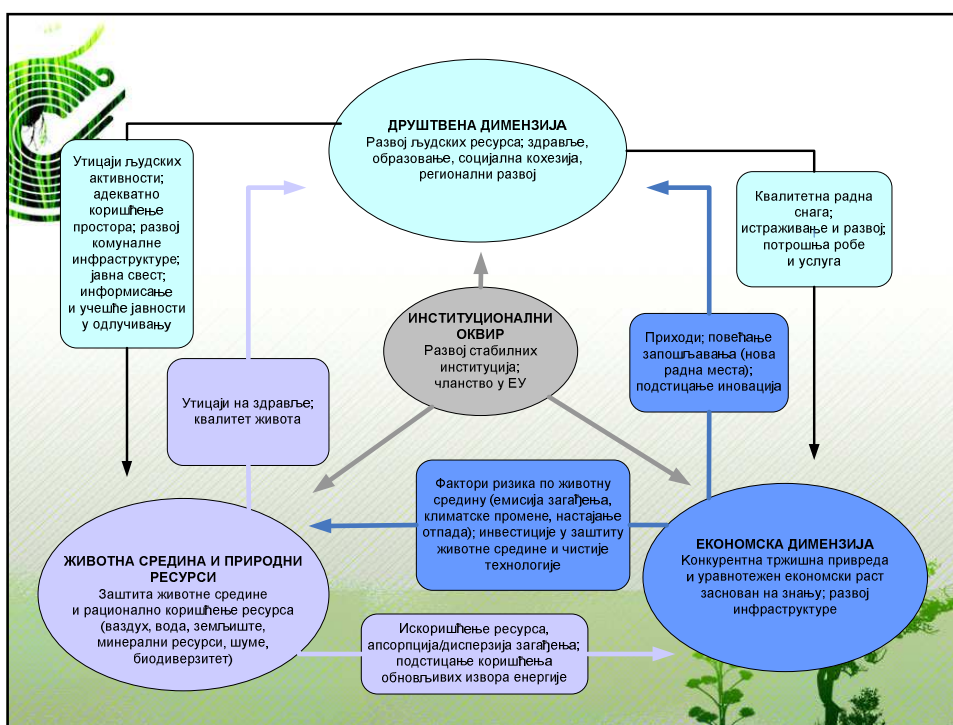 ДРУШТВЕНА ДИМЕНЗИЈА
Развој људских ресурса; здравље,
образовање, социјална кохезија,
регионални развој
Утицаји људских
активности;
адекватно
коришћење
простора; развој
комуналне
инфраструктуре;
јавна свест;
информисање
и учешће јавности
у одлучивању
Квалитетна радна
снага;
истраживање и развој;
потрошња робе
и услуга
ИНСТИТУЦИОНАЛНИ
ОКВИР
Развој стабилних
институција;
чланство у ЕУ
Приходи; повећање
запошљавања (нова
радна места);
подстицање иновација
Утицаји на здравље;
квалитет живота
Фактори ризика по животну
средину (емисија загађења,
климатске промене, настајање
отпада); инвестиције у заштиту
животне средине и чистије
технологије
ЖИВОТНА СРЕДИНА И ПРИРОДНИ
РЕСУРСИ
Заштита животне средине
и рационално коришћење ресурса
(ваздух, вода, земљиште,
минерални ресурси, шуме,
биодиверзитет)
ЕКОНОМСКА ДИМЕНЗИЈА
Конкурентна тржишна привреда
и уравнотежен економски раст
заснован на знању; развој
инфраструктуре
Искоришћење ресурса,
апсорпција/дисперзија загађења;
подстицање коришћења
обновљивих извора енергије